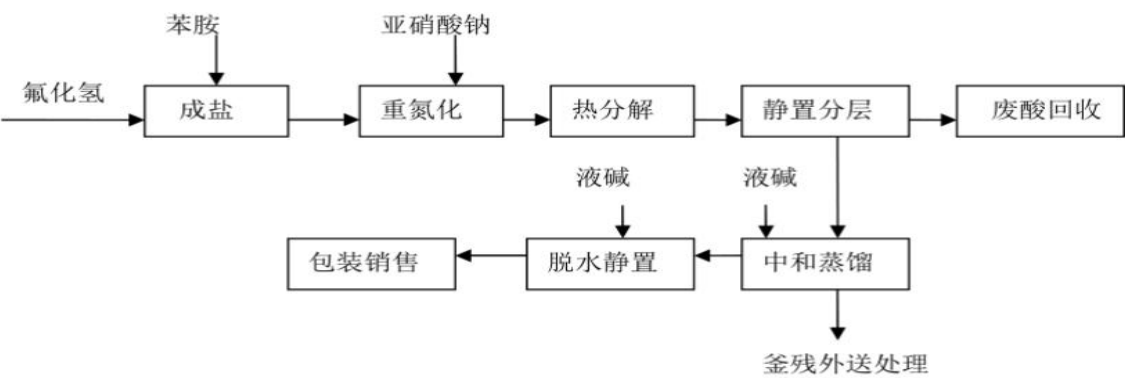 苯胺
亚硝酸钠
氟化氢
成盐
重氮化
热分解
静置分层
废酸回收
液碱
液碱
包装销售
脱水静置
中和蒸馏
釜残外送处理